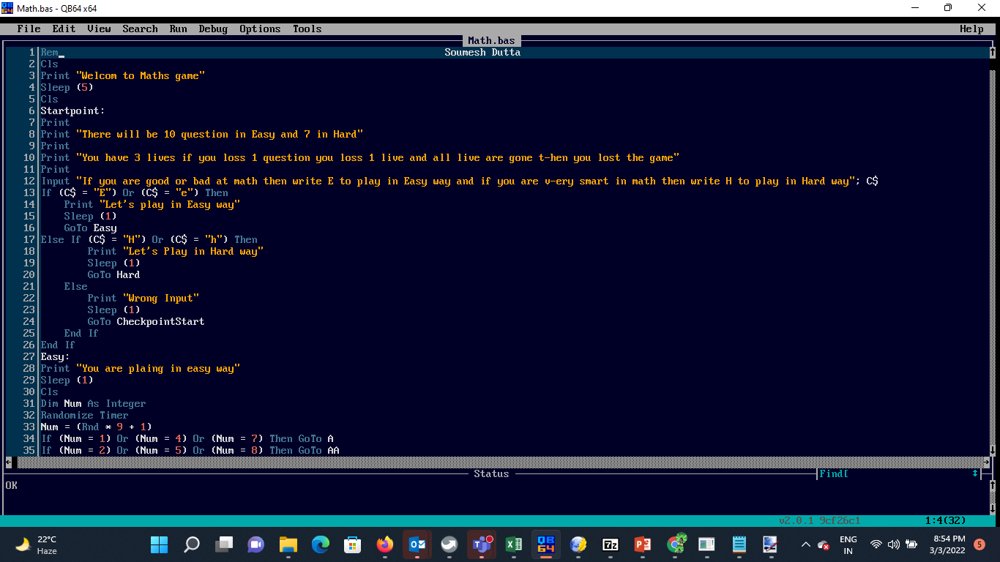 Math.bas - QB64 x64
File Edit View Search Run Debug Options Tools Help
Math.bas
1 Rem Soumesh Dutta
2 Cls
3 Print "Welcom to Maths game"
4 Sleep (5)
5 Cls
6 Startpoint:
7 Print
8 Print "There will be 10 question in Easy and 7 in Hard"
9 Print
10 Print "You have 3 lives if you loss 1 question you loss 1 live and all live are gone t-hen you lost the game"
11 Print
12 Input "If you are good or bad at math then write E to play in Easy way and if you are v-ery smart in math then write H to play in Hard way"; C$
13 If (C$ = "E") Or (C$ = "e") Then
14 Print "Let's play in Easy way"
15 Sleep (1)
16 GoTo Easy
17 Else If (C$ = "H") Or (C$ = "h") Then
18 Print "Let's Play in Hard way"
19 Sleep (1)
20 GoTo Hard
21 Else
22 Print "Wrong Input"
23 Sleep (1)
24 GoTo CheckpointStart
25 End If
26 End If
27 Easy:
28 Print "You are plaing in easy way"
29 Sleep (1)
30 Cls
31 Dim Num As Integer
32 Randomize Timer
33 Num = (Rnd * 9 + 1)
34 If (Num = 1) Or (Num = 4) Or (Num = 7) Then GoTo A
35 If (Num = 2) Or (Num = 5) Or (Num = 8) Then GoTo AA
Status
Find[
OK
v2.0.1 9cf26c1 1:4(32)
22°C
Haze
QB64
7z
ENG
IN
8:54 PM
3/3/2022
5